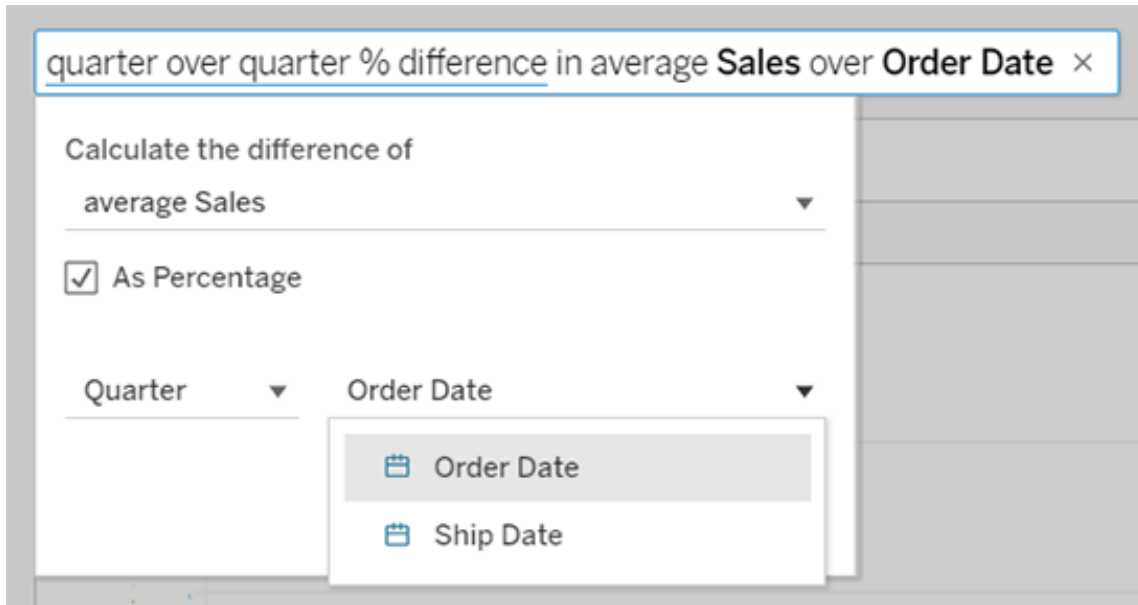 quarter over quarter % difference in average Sales over Order Date ×
Calculate the difference of
average Sales
As Percentage
Quarter Order Date
Order Date
Ship Date